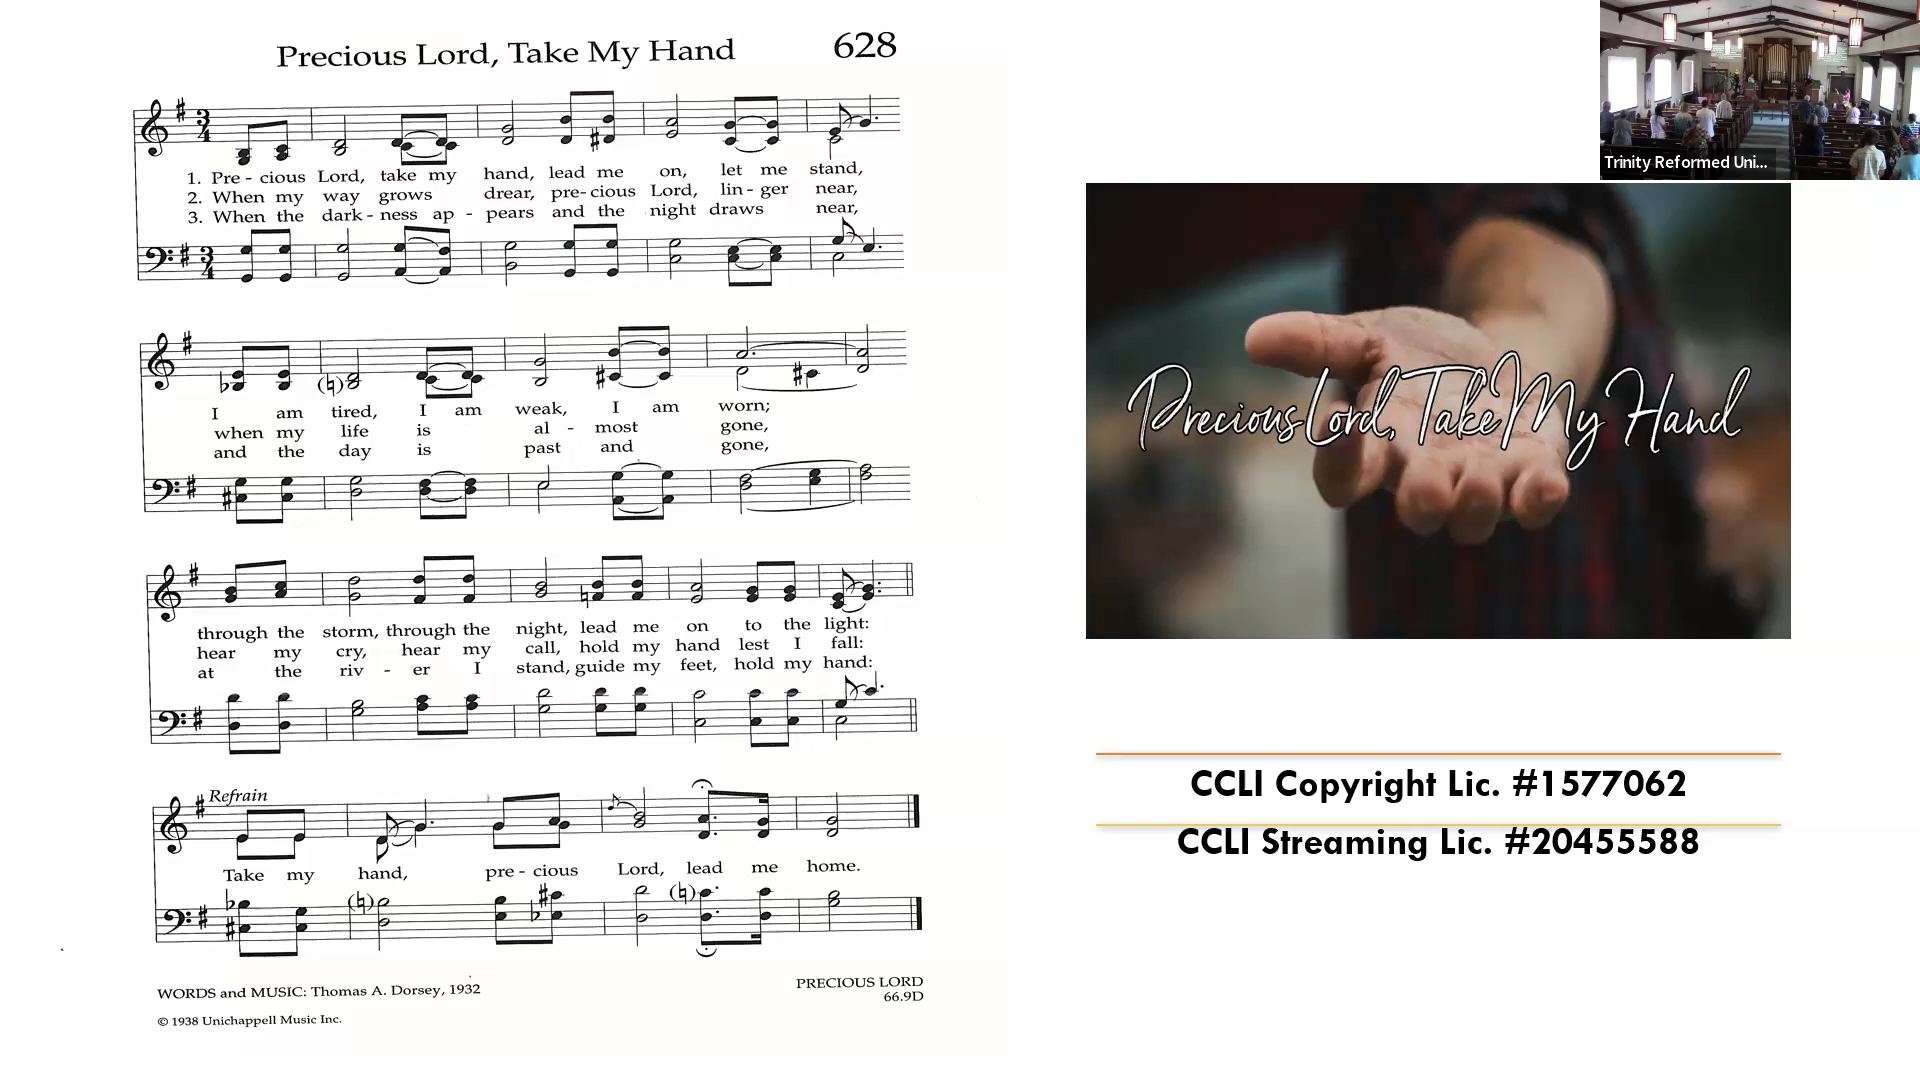 Precious Lord, Take My Hand 628
1. Pre - cious Lord, take my hand, lead me on, let me stand,
2. When my way grows drear, pre - cious Lord, lin - ger near,
3. When the dark - ness ap - pears and the night draws near,
I am tired, I am weak, I am worn;
when my life is al - most gone,
and the day is past and gone,
through the storm, through the night, lead me on to the light:
hear my cry, hear my call, hold my hand lest I fall:
at the riv - er I stand, guide my feet, hold my hand:
Refrain
Take my hand, pre - cious Lord, lead me home.
WORDS and MUSIC: Thomas A. Dorsey, 1932
PRECIOUS LORD
66.9D
© 1938 Unichappell Music Inc.
Trinity Reformed Uni...
Precious Lord, Take My Hand
CCLI Copyright Lic. #1577062
CCLI Streaming Lic. #20455588